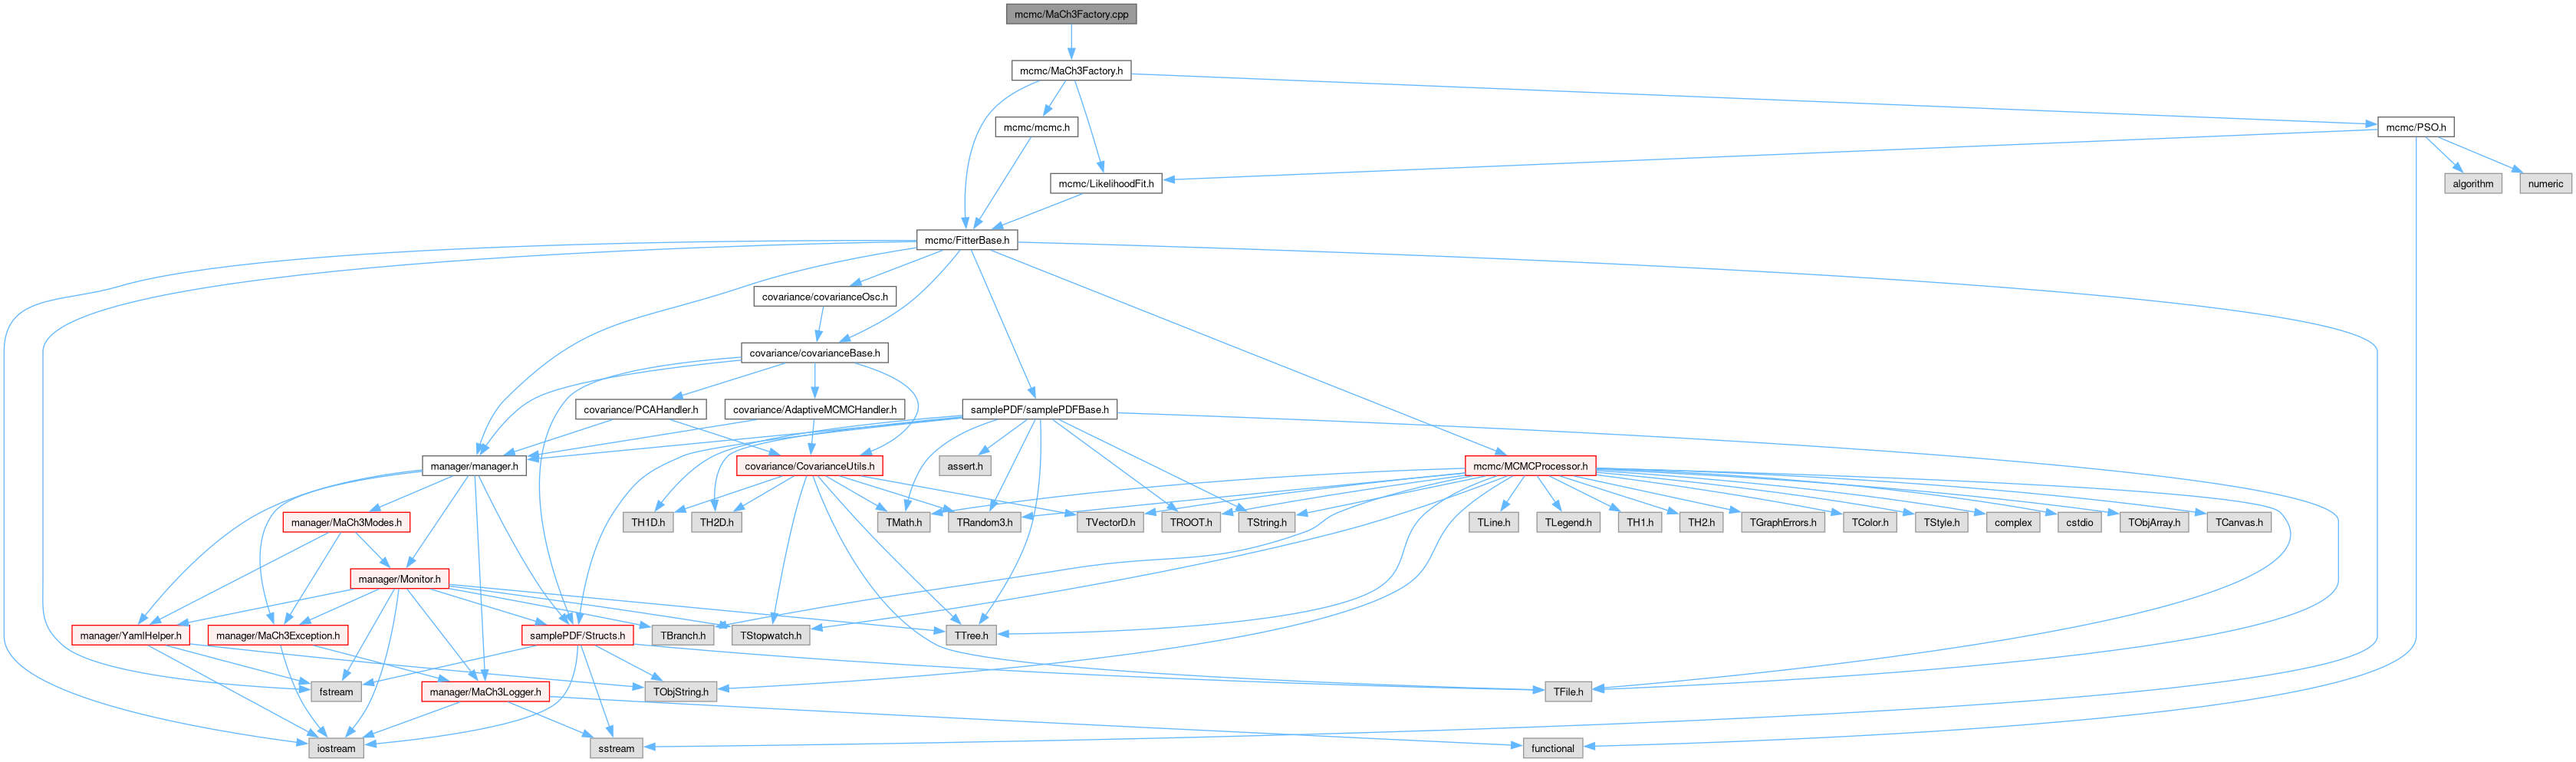 mcmc/MaCh3Factory.cpp
mcmc/MaCh3Factory.h
mcmc/mcmc.h
mcmc/PSO.h
mcmc/LikelihoodFit.h
algorithm
numeric
mcmc/FitterBase.h
covariance/covarianceOsc.h
covariance/covarianceBase.h
covariance/PCAHandler.h
covariance/AdaptiveMCMCHandler.h
samplePDF/samplePDFBase.h
manager/manager.h
covariance/CovarianceUtils.h
assert.h
mcmc/MCMCProcessor.h
manager/MaCh3Modes.h
TH1D.h
TH2D.h
TMath.h
TRandom3.h
TVectorD.h
TROOT.h
TString.h
TLine.h
TLegend.h
TH1.h
TH2.h
TGraphErrors.h
TColor.h
TStyle.h
complex
cstdio
TObjArray.h
TCanvas.h
manager/Monitor.h
manager/YamlHelper.h
manager/MaCh3Exception.h
samplePDF/Structs.h
TBranch.h
TStopwatch.h
TTree.h
fstream
manager/MaCh3Logger.h
TObjString.h
TFile.h
iostream
sstream
functional